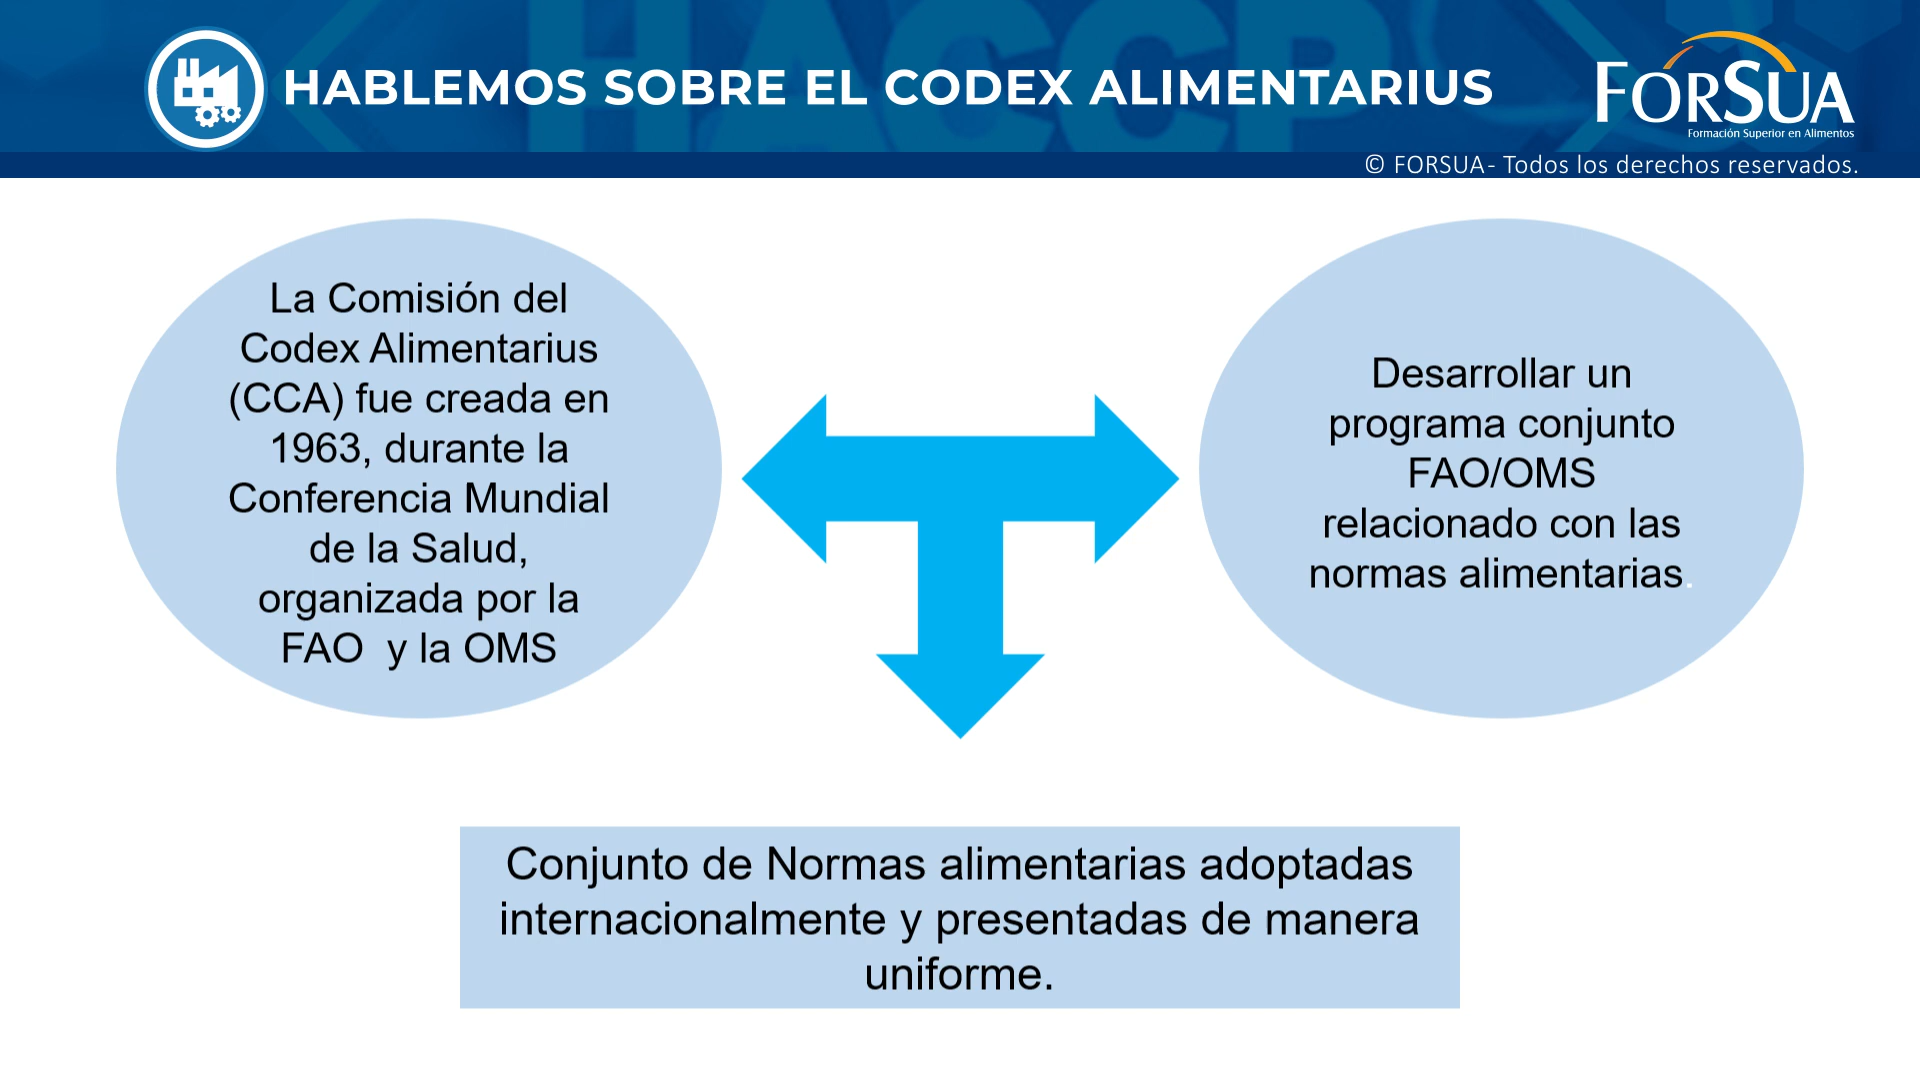 HACCP
HABLEMOS SOBRE EL CODEX ALIMENTARIUS
FORSUA
Formación Superior en Alimentos
© FORSUA- Todos los derechos reservados.
La Comisión del
Codex Alimentarius
(CCA) fue creada en
1963, durante la
Conferencia Mundial
de la Salud,
organizada por la
FAO  y la OMS
Desarrollar un
programa conjunto
FAO/OMS
relacionado con las
normas alimentarias.
Conjunto de Normas alimentarias adoptadas
internacionalmente y presentadas de manera
uniforme.